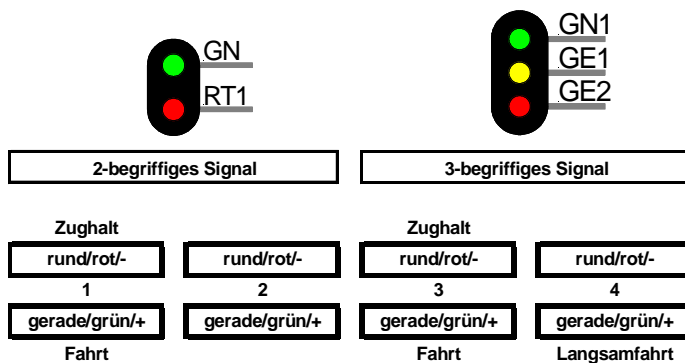 GN
RT1
GN1
GE1
GE2
2-begriffiges Signal
3-begriffiges Signal
Zughalt Zughalt
rund/rot/- rund/rot/- rund/rot/- rund/rot/-
1 2 3 4
gerade/grün/+ gerade/grün/+ gerade/grün/+ gerade/grün/+
Fahrt Fahrt Langsamfahrt